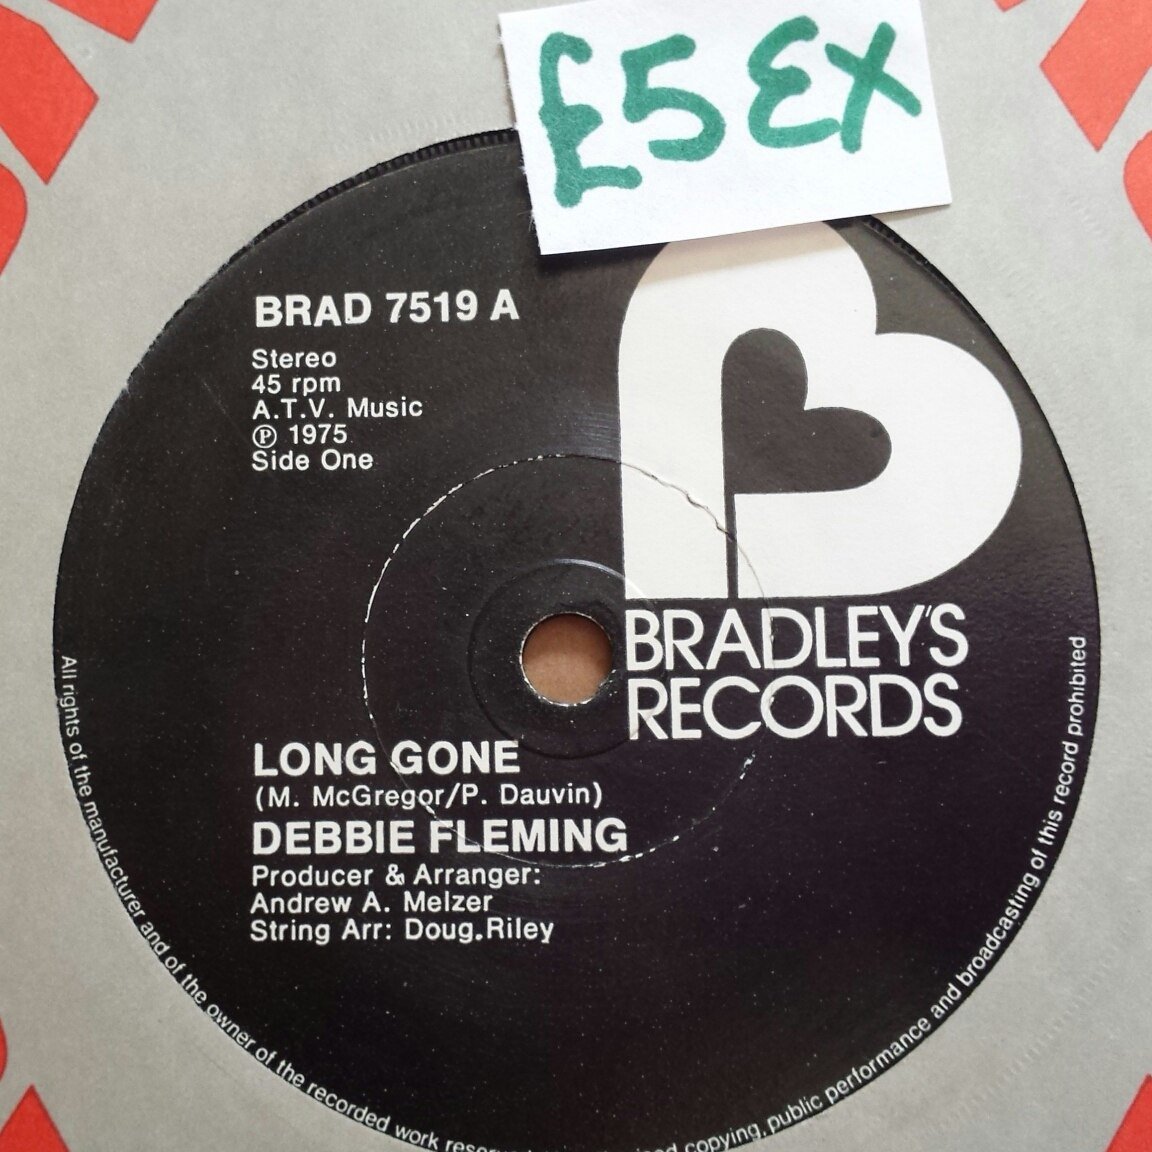 £5 EX
BRAD 7519 A
Stereo
45 rpm
A.T.V. Music
Ⓟ 1975
Side One
BRADLEY'S
RECORDS
LONG GONE
(M. McGregor/P. Dauvin)
DEBBIE FLEMING
Producer & Arranger:
Andrew A. Melzer
String Arr: Doug.Riley
All rights of the manufacturer and of the owner of the recorded work copying, public performance and broadcasting of this record prohibited